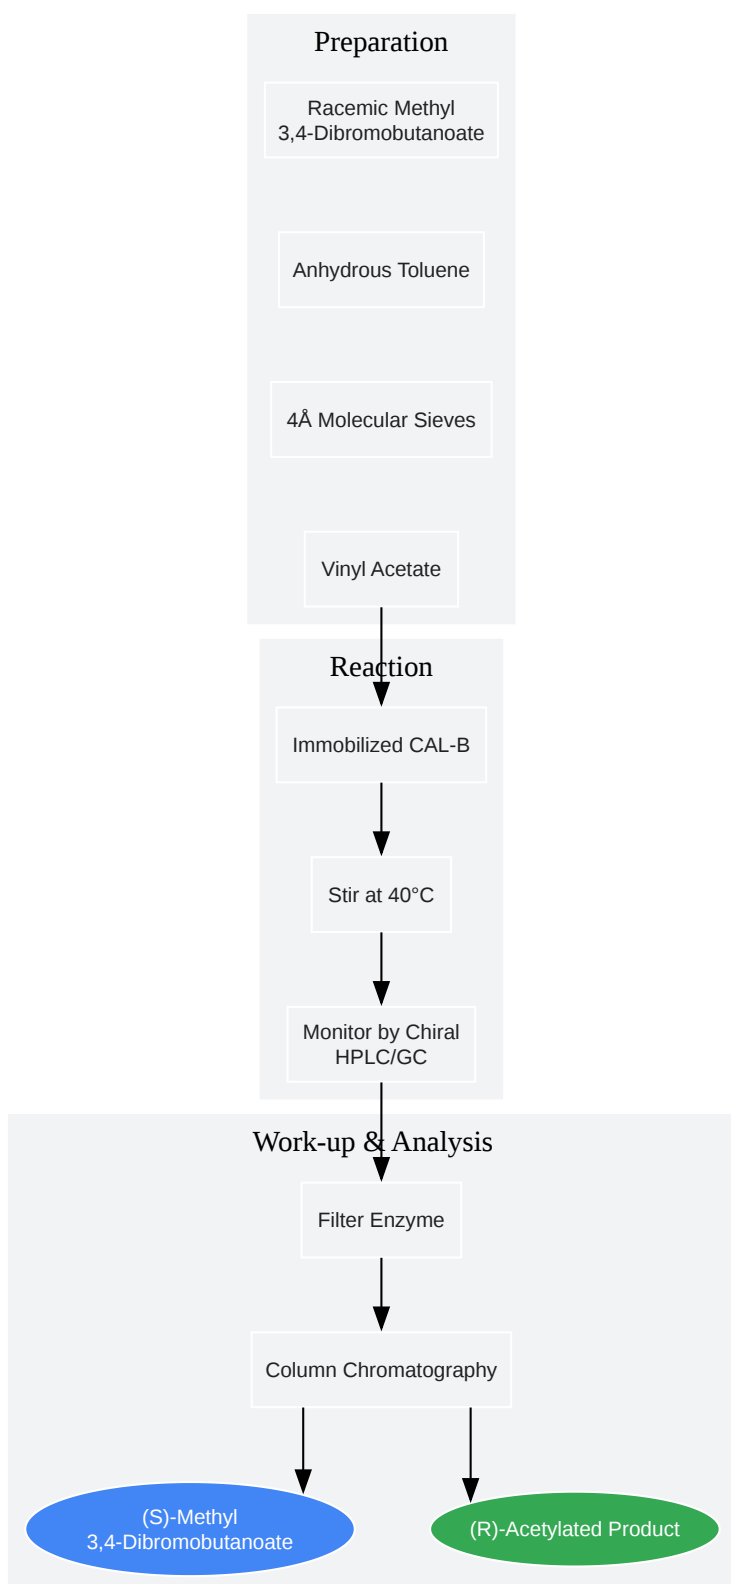 Preparation
Racemic Methyl
3,4-Dibromobutanoate
Anhydrous Toluene
4Å Molecular Sieves
Vinyl Acetate
Reaction
Immobilized CAL-B
Stir at 40°C
Monitor by Chiral
HPLC/GC
Work-up & Analysis
Filter Enzyme
Column Chromatography
(S)-Methyl
3,4-Dibromobutanoate
(R)-Acetylated Product